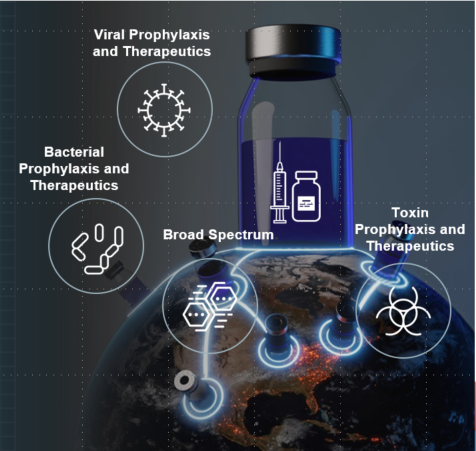 Viral Prophylaxis
and Therapeutics
Bacterial
Prophylaxis and
Therapeutics
Broad Spectrum
Toxin
Prophylaxis and
Therapeutics